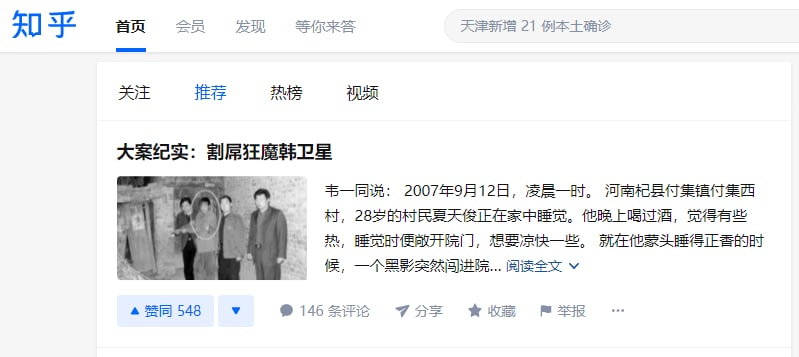 知乎
首页 会员 发现 等你来答 天津新增 21 例本土确诊
关注 推荐 热榜 视频
大案纪实：割屌狂魔韩卫星
韦一同说： 2007年9月12日，凌晨一时。 河南杞县付集镇付集西
村，28岁的村民夏天俊正在家中睡觉。他晚上喝过酒，觉得有些
热，睡觉时便敞开院门，想要凉快一些。 就在他蒙头睡得正香的时
候，一个黑影突然闯进院... 阅读全文
赞同 548 146 条评论 分享 收藏 举报 ···